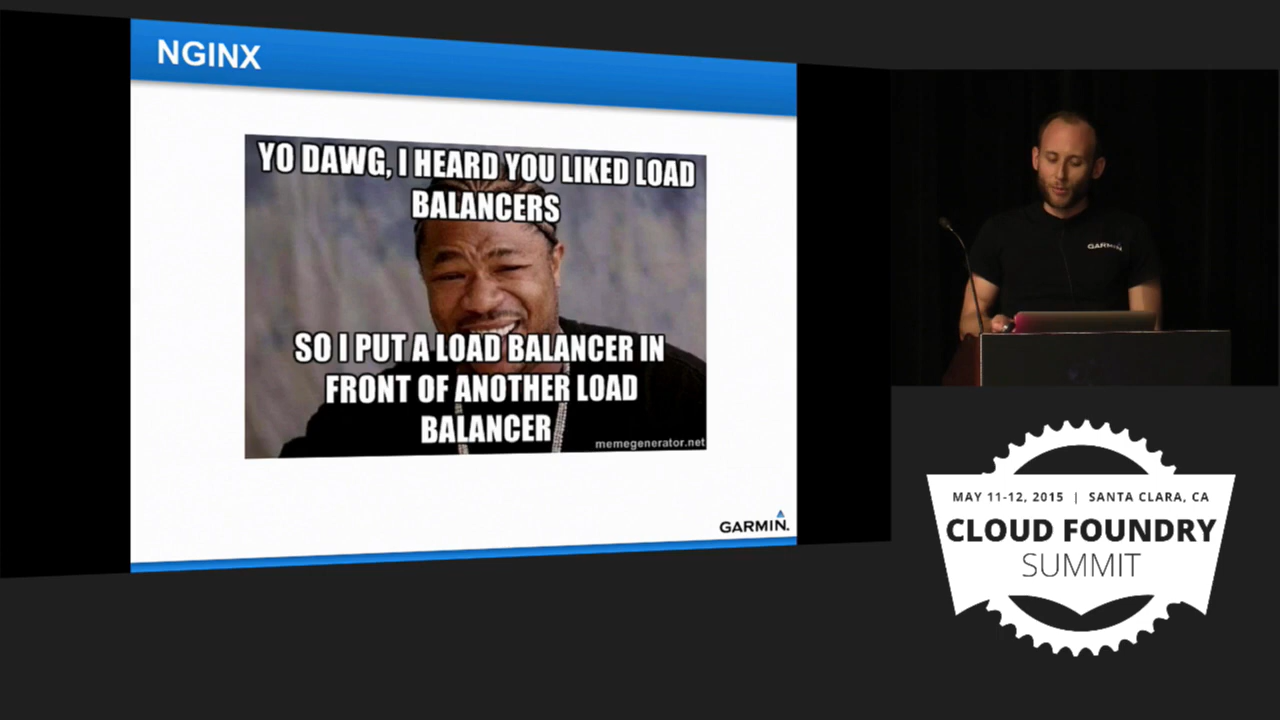 NGINX
YO DAWG, I HEARD YOU LIKED LOAD
BALANCERS
SO I PUT A LOAD BALANCER IN
FRONT OF ANOTHER LOAD
BALANCER
memegenerator.net
GARMIN.
GARMIN
MAY 11-12, 2015 | SANTA CLARA, CA
CLOUD FOUNDRY
SUMMIT